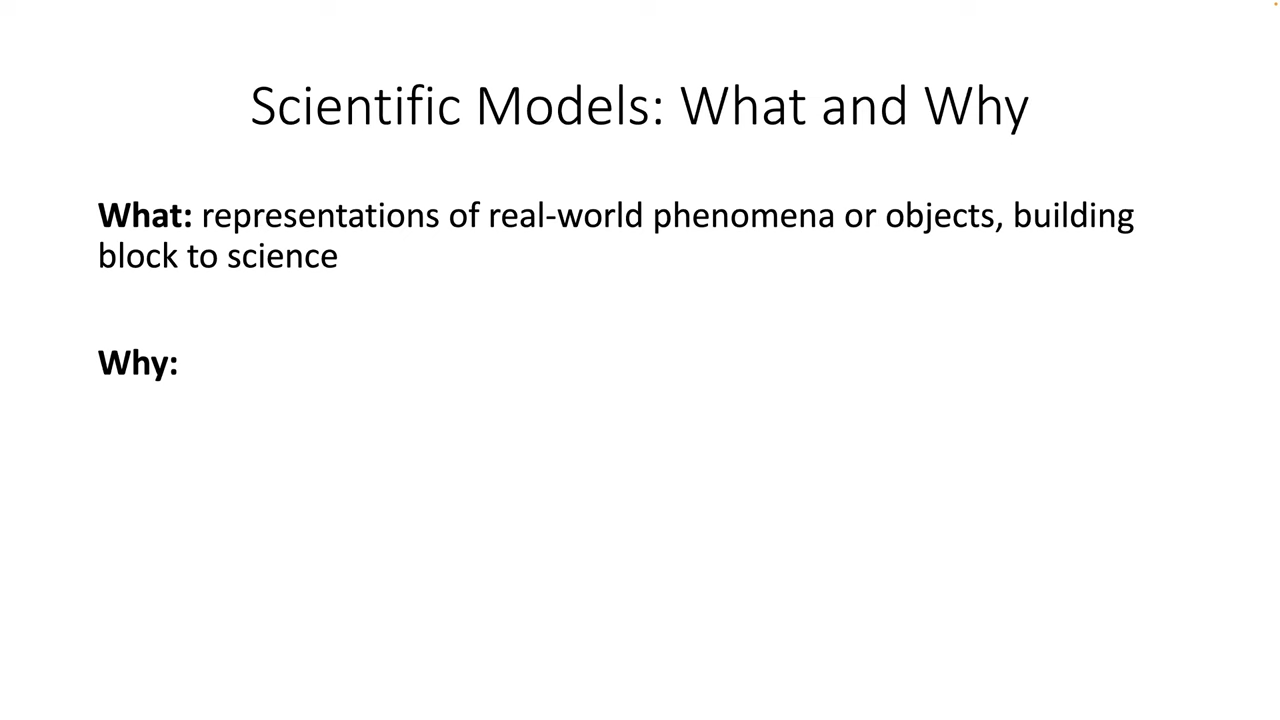 Scientific Models: What and Why
What: representations of real-world phenomena or objects, building
block to science
Why: